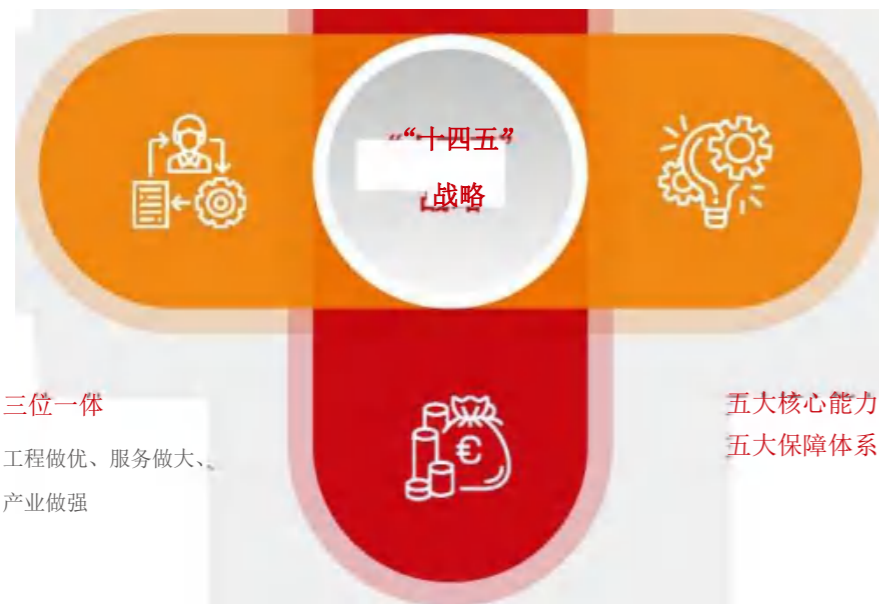 “十四五”
战略
三位一体
工程做优、服务做大、
产业做强
五大核心能力
五大保障体系
€